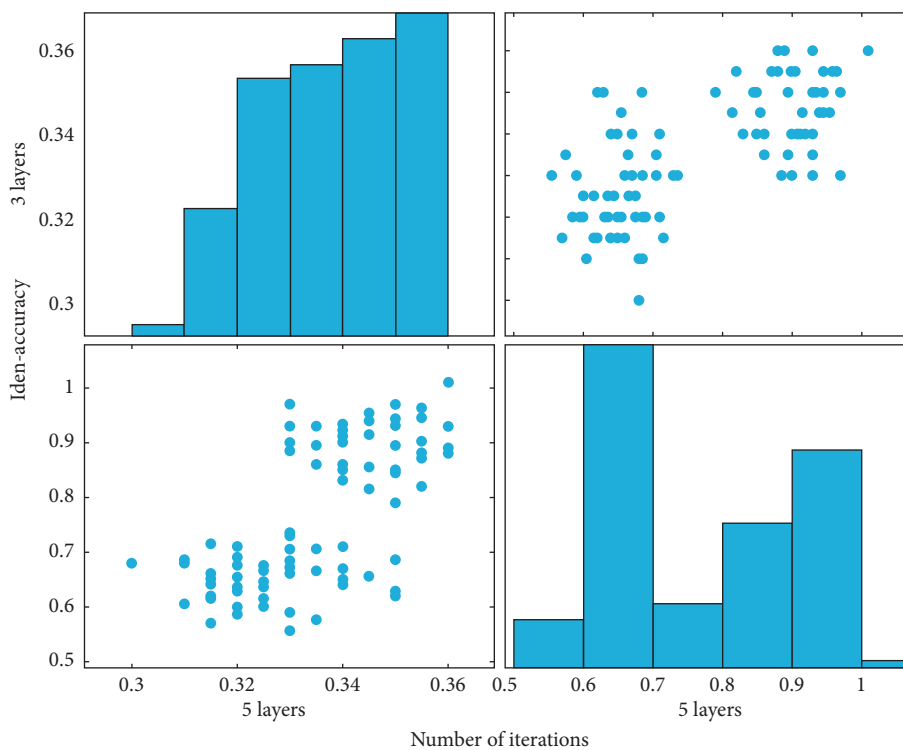 0.36
0.34
0.32
0.3
3 layers
Iden-accuracy
1
0.9
0.8
0.7
0.6
0.5
0.3 0.32 0.34 0.36
5 layers
0.5 0.6 0.7 0.8 0.9 1
5 layers
Number of iterations